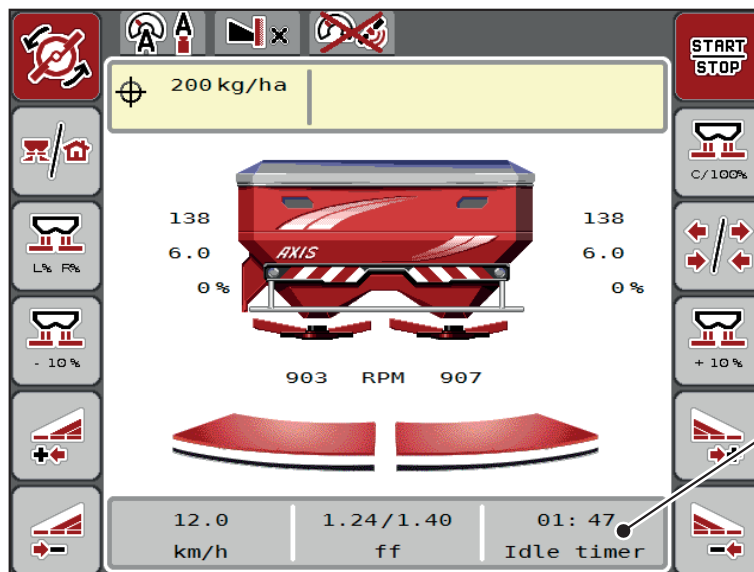 A A
x
START
STOP
200 kg/ha
C/100%
138 138
6.0 AXIS 6.0
0 % 0 %
L% R%
- 10 %
+ 10 %
903 RPM 907
12.0 1.24/1.40 01: 47
km/h ff Idle timer